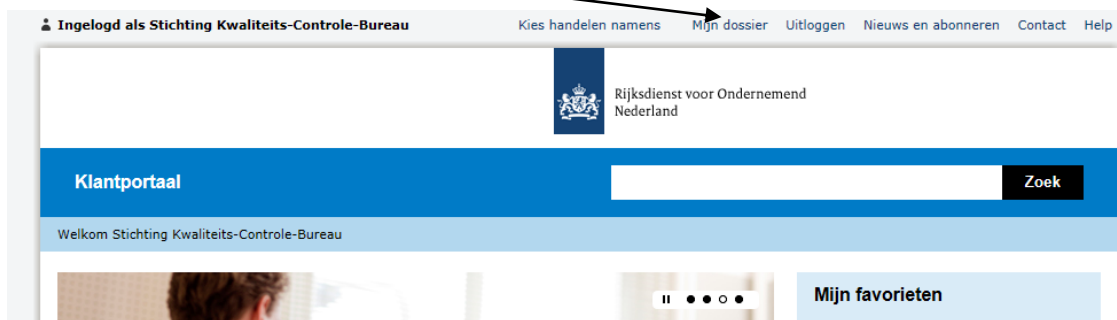 Ingelogd als Stichting Kwaliteits-Controle-Bureau Kies handelen namens Mijn dossier Uitloggen Nieuws en abonneren Contact Help
Rijksdienst voor Ondernemend
Nederland
Klantportaal Zoek
Welkom Stichting Kwaliteits-Controle-Bureau
Mijn favorieten